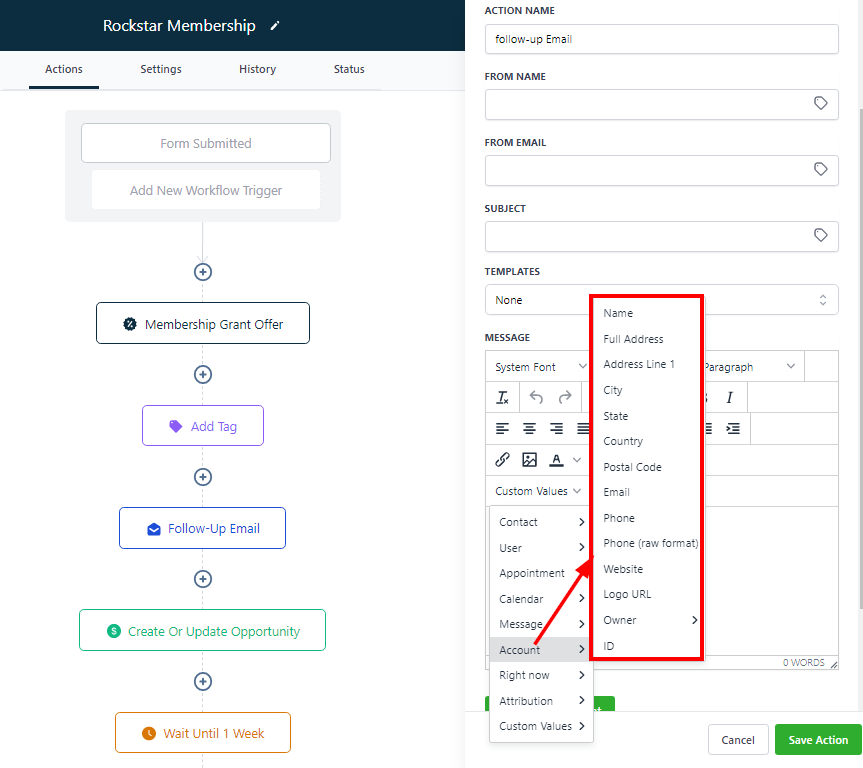 Rockstar Membership
Actions
Settings
History
Status
Form Submitted
Add New Workflow Trigger
Membership Grant Offer
Add Tag
Follow-Up Email
Create Or Update Opportunity
Wait Until 1 Week
ACTION NAME
follow-up Email
FROM NAME
FROM EMAIL
SUBJECT
TEMPLATES
None
MESSAGE
System Font
Paragraph
Custom Values
Contact
User
Appointment
Calendar
Message
Account
Right now
Attribution
Custom Values
Name
Full Address
Address Line 1
City
State
Country
Postal Code
Email
Phone
Phone (raw format)
Website
Logo URL
Owner
ID
0 WORDS
Cancel
Save Action